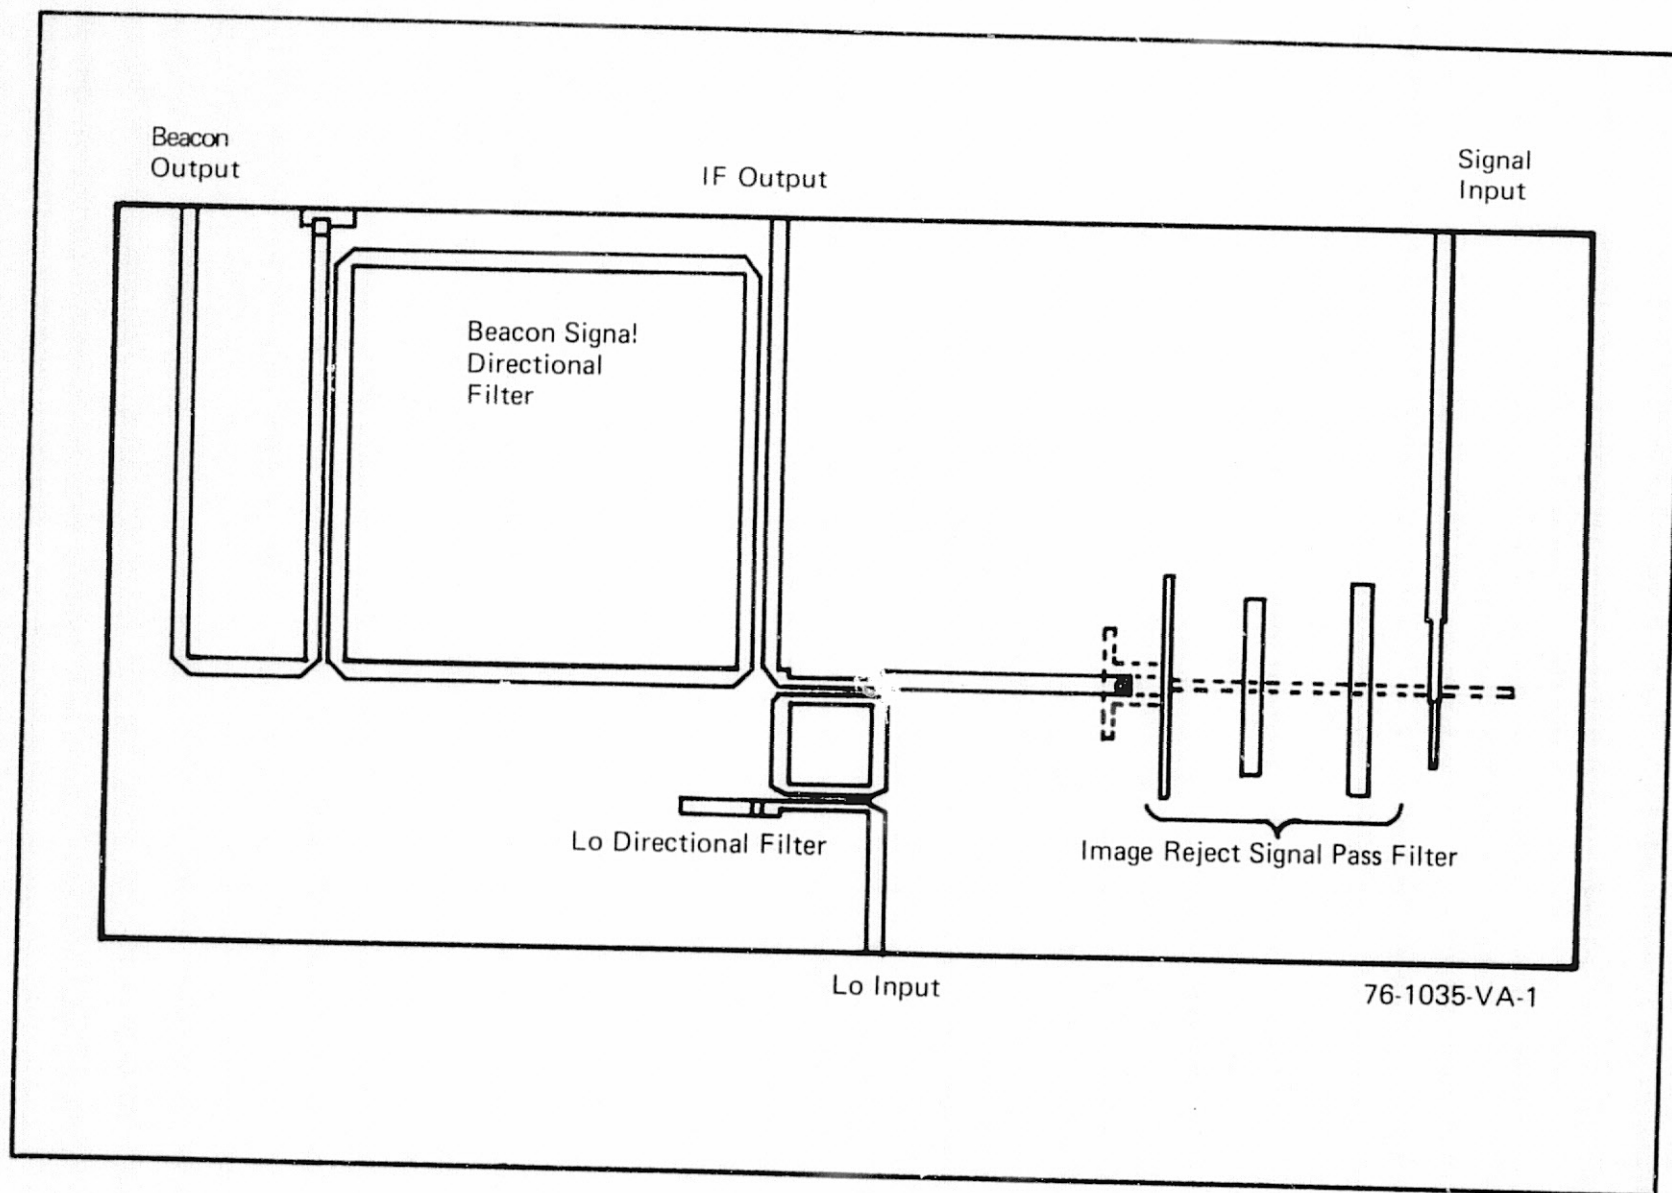 Beacon
Output
IF Output
Signal
Input
Beacon Signa!
Directional
Filter
Lo Directional Filter
Image Reject Signal Pass Filter
Lo Input
76-1035-VA-1